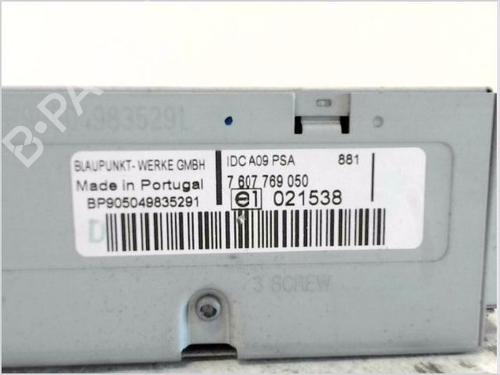 049835291
BLAUPUNKT- WERKE GMBH IDC A09 PSA 881
Made in Portugal 7 607 769 050
BP905049835291 e1 021538
D
3 SCREW
B-PA